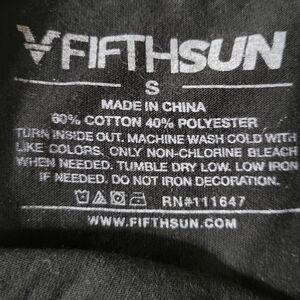 FIFTHSUN
S
MADE IN CHINA
60% COTTON 40% POLYESTER
TURN INSIDE OUT. MACHINE WASH COLD WITH
LIKE COLORS. ONLY NON-CHLORINE BLEACH
WHEN NEEDED. TUMBLE DRY LOW. LOW IRON
IF NEEDED. DO NOT IRON DECORATION.
RN#111647
WWW.FIFTHSUN.COM